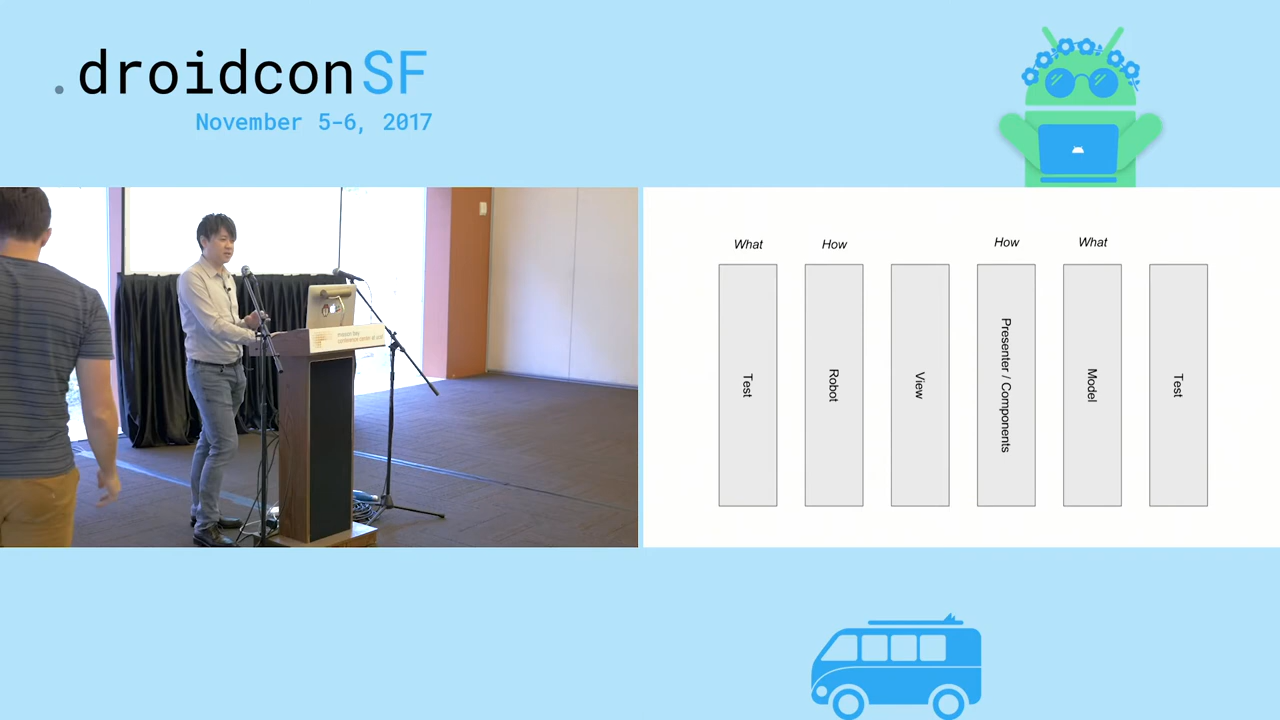 .droidconSF
November 5-6, 2017
What
How
How
What
Test
Robot
View
Presenter / Components
Model
Test